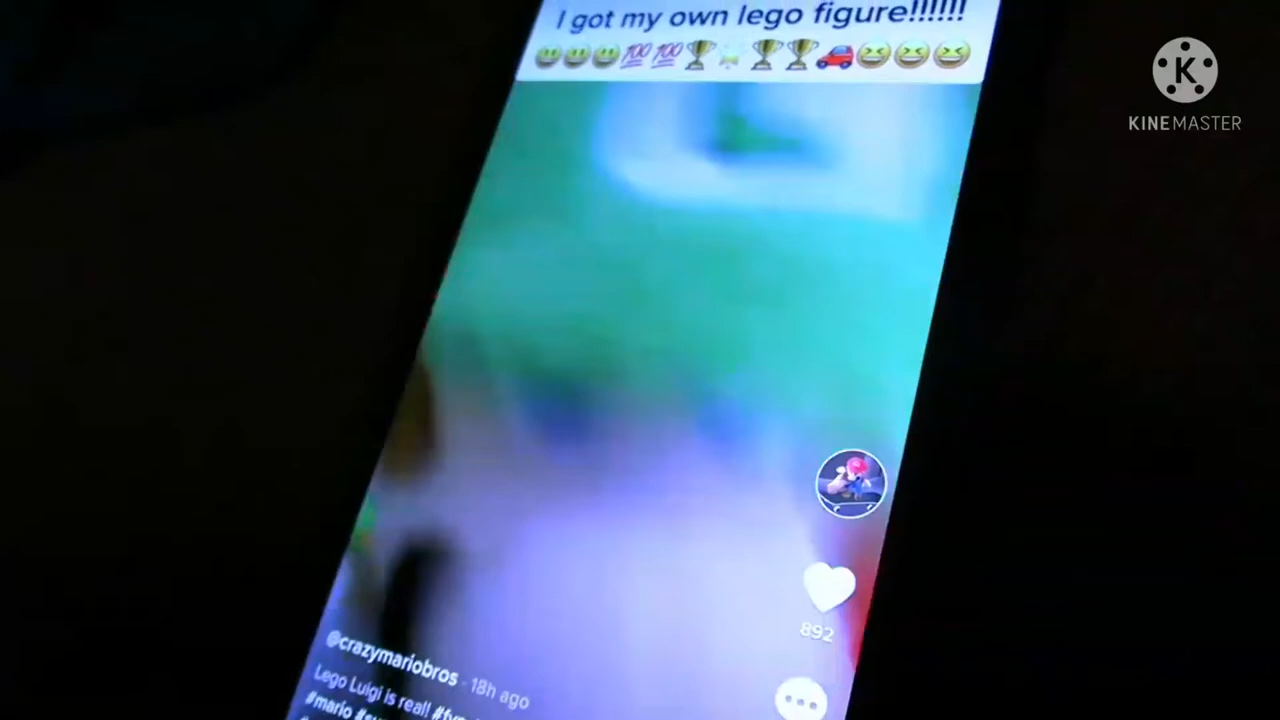 I got my own lego figure!!!!!!
😃😃😃💯💯🏆🌟🏆🏆🚗😆😆😆
KINEMASTER
892
@crazymariobros · 18h ago
Lego Luigi is real!
#mario